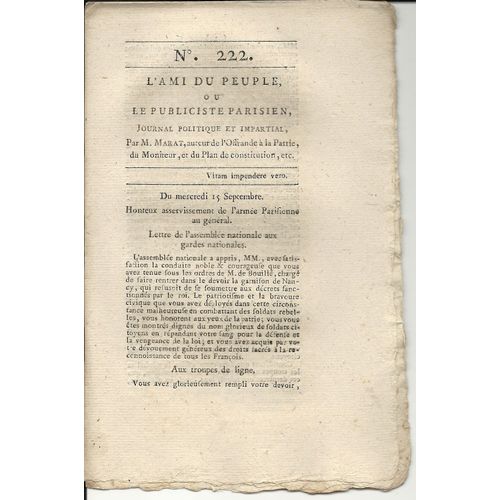 N°. 222.
L'AMI DU PEUPLE,
OU
LE PUBLICISTE PARISIEN,
JOURNAL POLITIQUE ET IMPARTIAL,
Par M. MARAT, auteur de l'Offrande à la Patrie,
du Moniteur, et du Plan de constitution, etc.
Vitam impendere vero.
Du mercredi 15 Septembre.
Honteux asservissement de l'armée Parisienne
au général.
Lettre de l'assemblée nationale aux
gardes nationales.
L'assemblée nationale a appris, MM., avec satis-
faction la conduite noble & courageuse que vous
avez tenue sous les ordres de M. de Bouillé, chargé
de faire rentrer dans le devoir la garnison de Nan-
cy, qui refusoit de se soumettre aux décrets sanc-
tionnés par le roi. Le patriotisme et la bravoure
civique que vous avez déployés dans cette circons-
tance malheureuse en combattant des soldats rebel-
les, vous honorent aux yeux de la patrie; vous vous
êtes montrés dignes du nom glorieux de soldats ci-
toyens en répandant votre sang pour la défense et
la vengeance de la loi; et vous avez acquis par vo-
tre dévouement généreux des droits sacrés à la re-
connoissance de tous les François.
Aux troupes de ligne.
Vous avez glorieusement rempli votre devoir,